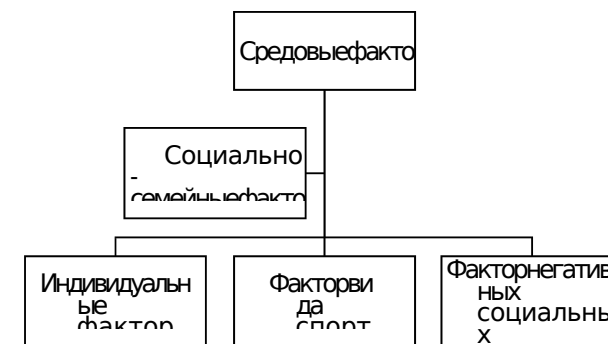 Средовыефакто
Социально
-
семейныефакто
Индивидуальн
ые
фактор
Факторви
да
спорт
Факторнегатив
ных
социальны
х